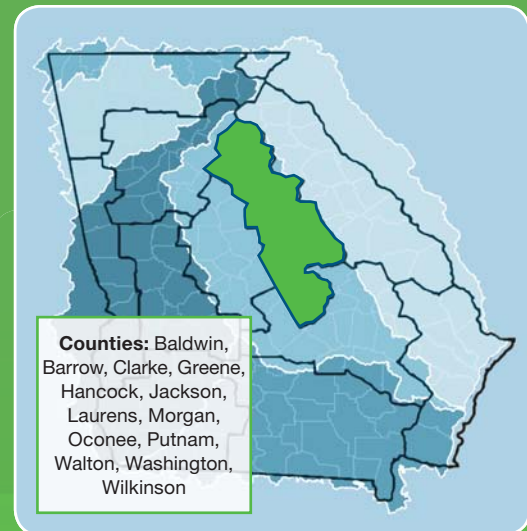 Counties: Baldwin,
Barrow, Clarke, Greene,
Hancock, Jackson,
Laurens, Morgan,
Oconee, Putnam,
Walton, Washington,
Wilkinson